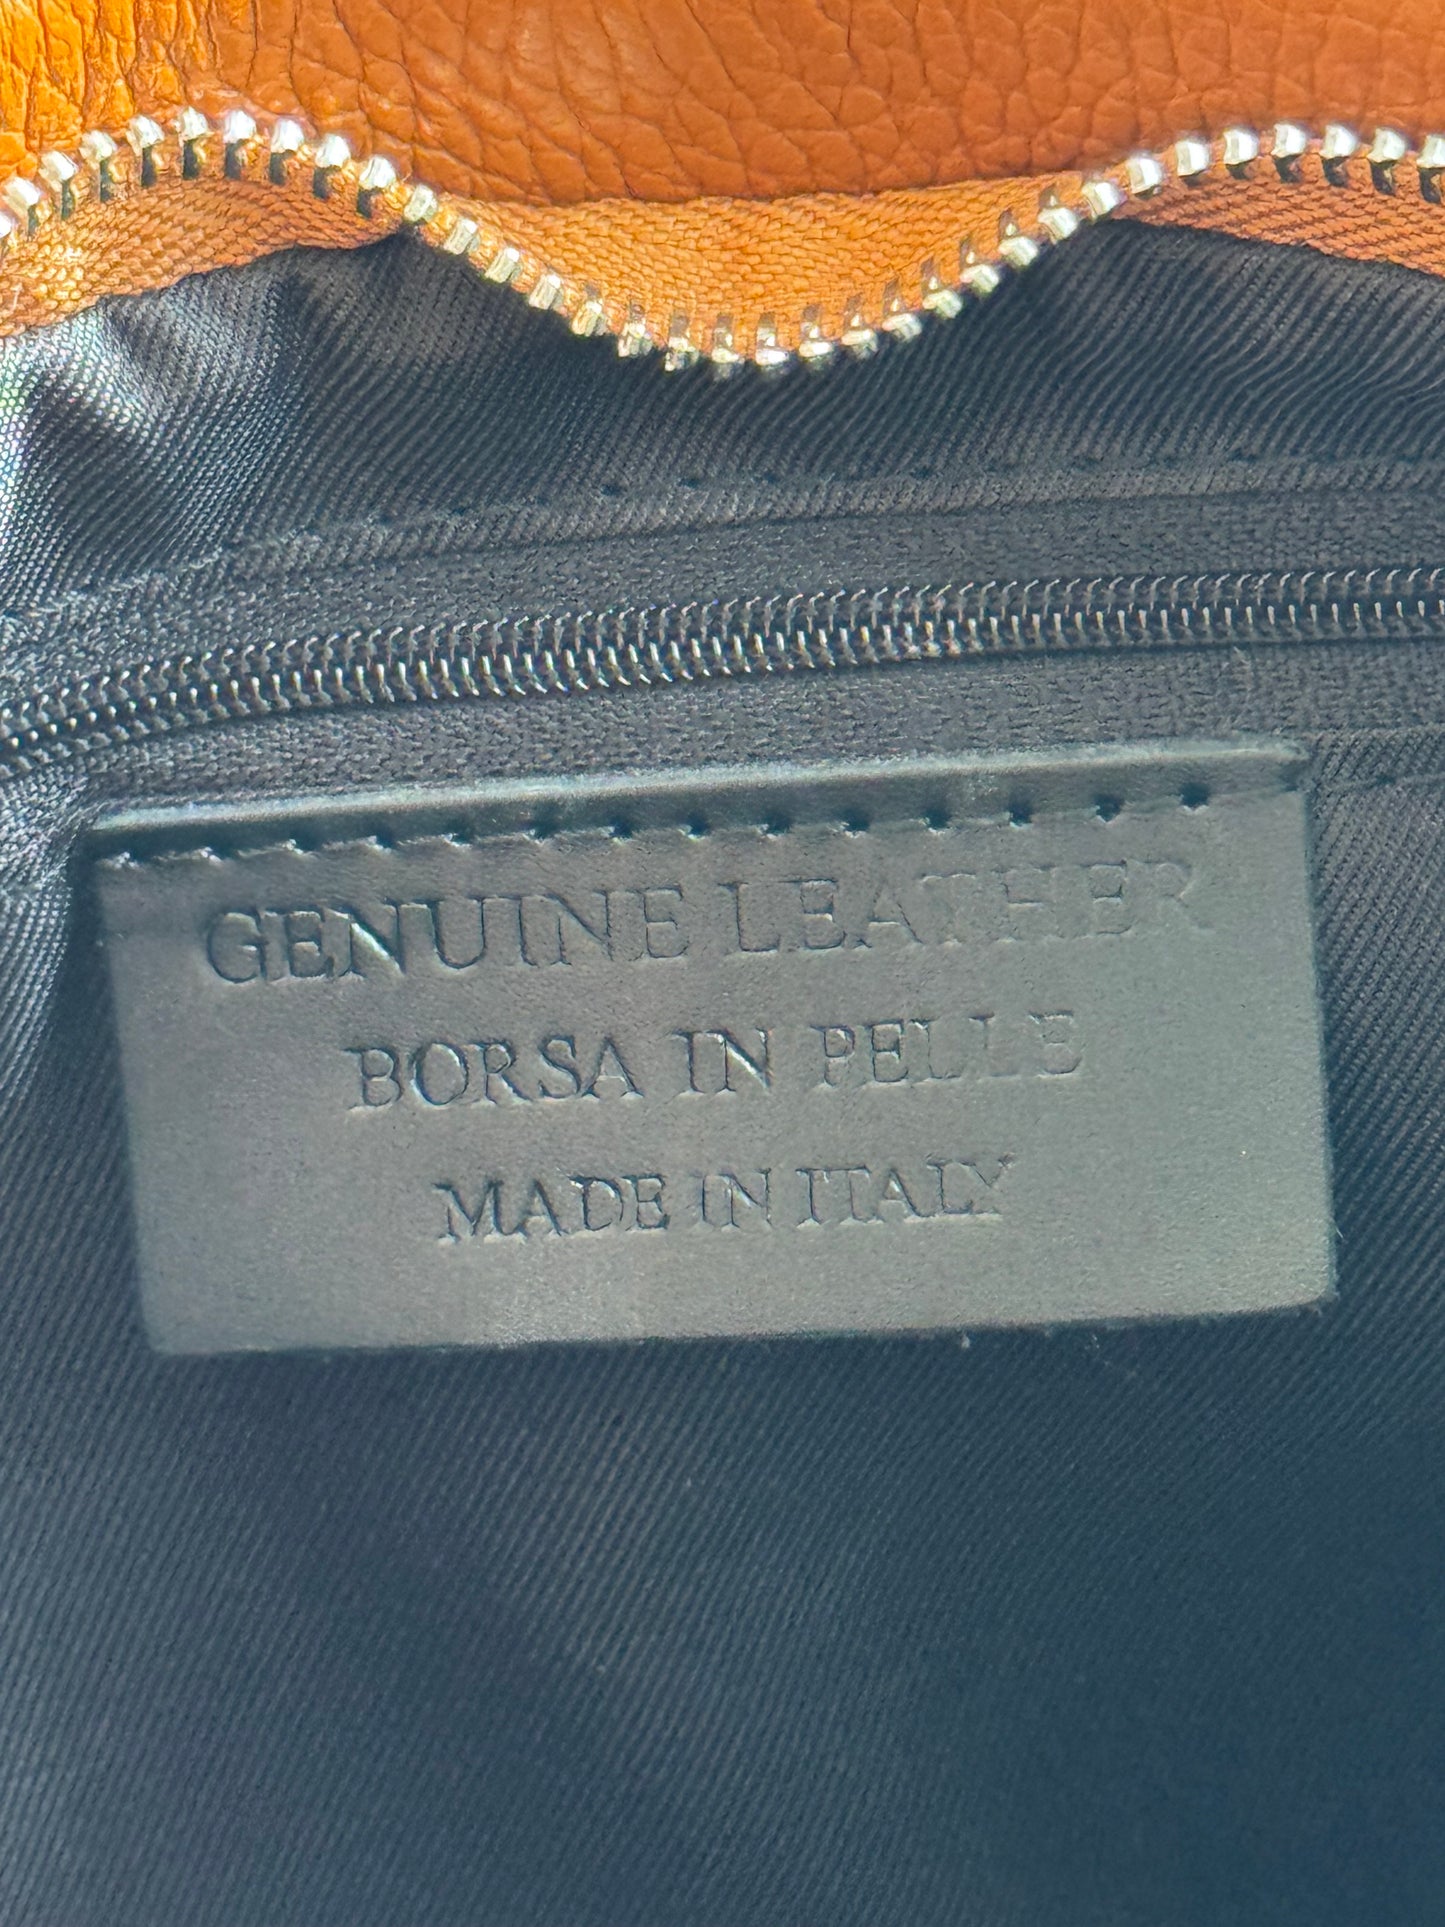 GENUINE LEATHER
BORSA IN PELLE
MADE IN ITALY